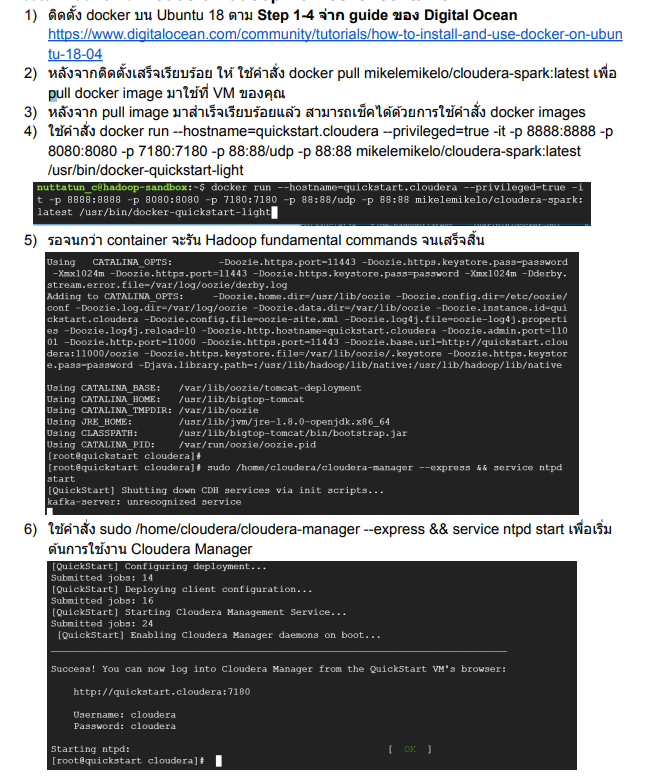 1) ติดตั้ง docker บน Ubuntu 18 ตาม Step 1-4 จาก guide ของ Digital Ocean
https://www.digitalocean.com/community/tutorials/how-to-install-and-use-docker-on-ubun
tu-18-04
2) หลังจากติดตั้งเสร็จเรียบร้อย ให้ ใช้คำสั่ง docker pull mikelemikelo/cloudera-spark:latest เพื่อ
pull docker image มาใช้ที่ VM ของคุณ
3) หลังจาก pull image มาสำเร็จเรียบร้อยแล้ว สามารถเช็คได้ด้วยการใช้คำสั่ง docker images
4) ใช้คำสั่ง docker run --hostname=quickstart.cloudera --privileged=true -it -p 8888:8888 -p
8080:8080 -p 7180:7180 -p 88:88/udp -p 88:88 mikelemikelo/cloudera-spark:latest
/usr/bin/docker-quickstart-light
nuttatun_c@hadoop-sandbox:~$ docker run --hostname=quickstart.cloudera --privileged=true -i
t -p 8888:8888 -p 8080:8080 -p 7180:7180 -p 88:88/udp -p 88:88 mikelemikelo/cloudera-spark:
latest /usr/bin/docker-quickstart-light
5) รอจนกว่า container จะรัน Hadoop fundamental commands จนเสร็จสิ้น
Using CATALINA_OPTS: -Doozie.https.port=11443 -Doozie.https.keystore.pass=password
-Xmx1024m -Doozie.https.port=11443 -Doozie.https.keystore.pass=password -Xmx1024m -Dderby.
stream.error.file=/var/log/oozie/derby.log
Adding to CATALINA_OPTS: -Doozie.home.dir=/usr/lib/oozie -Doozie.config.dir=/etc/oozie/
conf -Doozie.log.dir=/var/log/oozie -Doozie.data.dir=/var/lib/oozie -Doozie.instance.id=qui
ckstart.cloudera -Doozie.config.file=oozie-site.xml -Doozie.log4j.file=oozie-log4j.properti
es -Doozie.log4j.reload=10 -Doozie.http.hostname=quickstart.cloudera -Doozie.admin.port=110
01 -Doozie.http.port=11000 -Doozie.https.port=11443 -Doozie.base.url=http://quickstart.clou
dera:11000/oozie -Doozie.https.keystore.file=/var/lib/oozie/.keystore -Doozie.https.keystor
e.pass=password -Djava.library.path=:/usr/lib/hadoop/lib/native:/usr/lib/hadoop/lib/native
Using CATALINA_BASE: /var/lib/oozie/tomcat-deployment
Using CATALINA_HOME: /usr/lib/bigtop-tomcat
Using CATALINA_TMPDIR: /var/lib/oozie
Using JRE_HOME: /usr/lib/jvm/jre-1.8.0-openjdk.x86_64
Using CLASSPATH: /usr/lib/bigtop-tomcat/bin/bootstrap.jar
Using CATALINA_PID: /var/run/oozie/oozie.pid
[root@quickstart cloudera]#
[root@quickstart cloudera]# sudo /home/cloudera/cloudera-manager --express && service ntpd
start
[QuickStart] Shutting down CDH services via init scripts...
kafka-server: unrecognized service
6) ใช้คำสั่ง sudo /home/cloudera/cloudera-manager --express && service ntpd start เพื่อเริ่ม
ต้นการใช้งาน Cloudera Manager
[QuickStart] Configuring deployment...
Submitted jobs: 14
[QuickStart] Deploying client configuration...
Submitted jobs: 16
[QuickStart] Starting Cloudera Management Service...
Submitted jobs: 24
[QuickStart] Enabling Cloudera Manager daemons on boot...
Success! You can now log into Cloudera Manager from the QuickStart VM's browser:
http://quickstart.cloudera:7180
Username: cloudera
Password: cloudera
Starting ntpd: [ OK ]
[root@quickstart cloudera]#